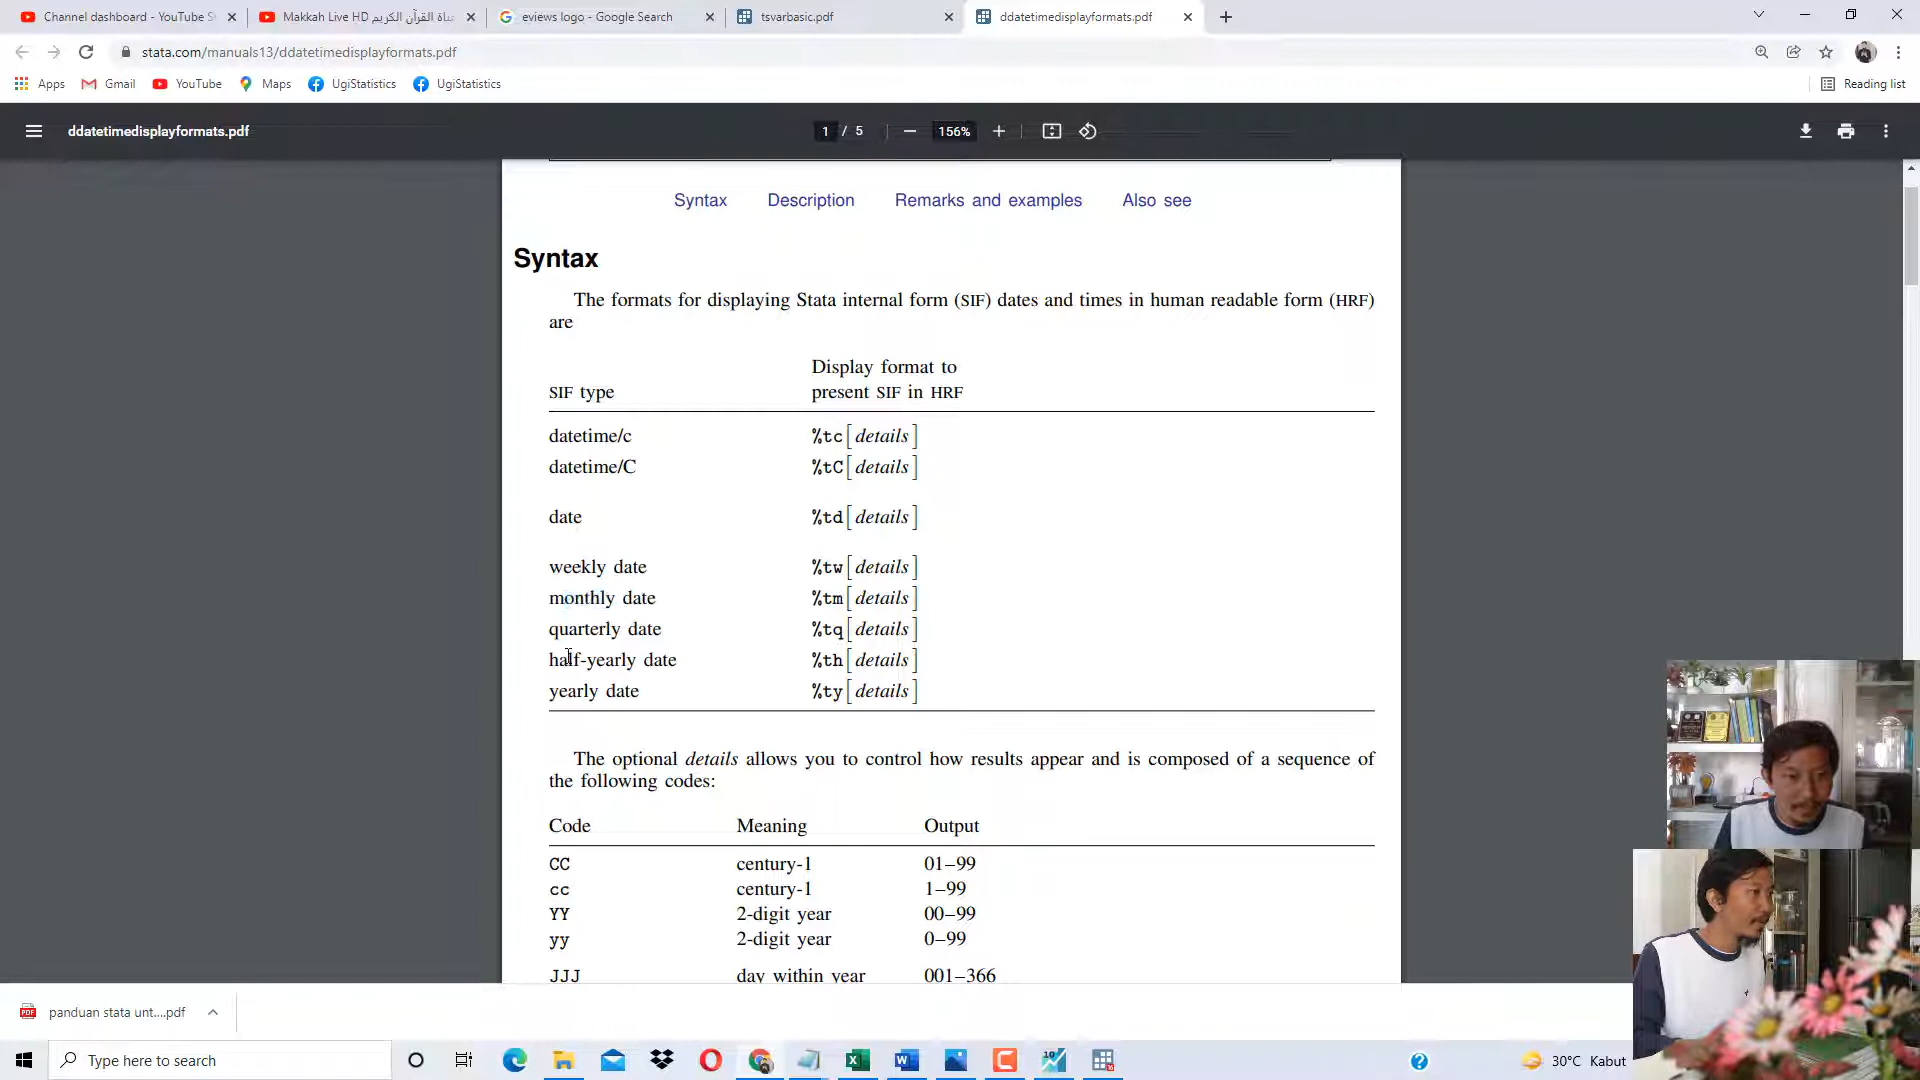 Channel dashboard - YouTube S
Makkah Live HD قناة القرآن الكريم
eviews logo - Google Search
tsvarbasic.pdf
ddatetimedisplayformats.pdf
stata.com/manuals13/ddatetimedisplayformats.pdf
Apps
Gmail
YouTube
Maps
UgiStatistics
UgiStatistics
Reading list
ddatetimedisplayformats.pdf
1 / 5
156%
Syntax Description Remarks and examples Also see
Syntax
The formats for displaying Stata internal form (SIF) dates and times in human readable form (HRF)
are
Display format to
SIF type present SIF in HRF
datetime/c %tc[details]
datetime/C %tC[details]
date %td[details]
weekly date %tw[details]
monthly date %tm[details]
quarterly date %tq[details]
half-yearly date %th[details]
yearly date %ty[details]
The optional details allows you to control how results appear and is composed of a sequence of
the following codes:
Code Meaning Output
CC century-1 01–99
cc century-1 1–99
YY 2-digit year 00–99
yy 2-digit year 0–99
JJJ day within year 001–366
panduan stata unt....pdf
Type here to search
30°C Kabut